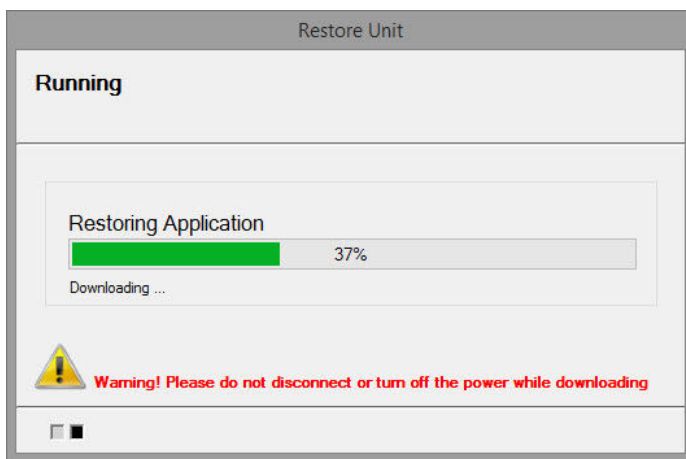 Restore Unit
Running
Restoring Application
37%
Downloading ...
Warning! Please do not disconnect or turn off the power while downloading